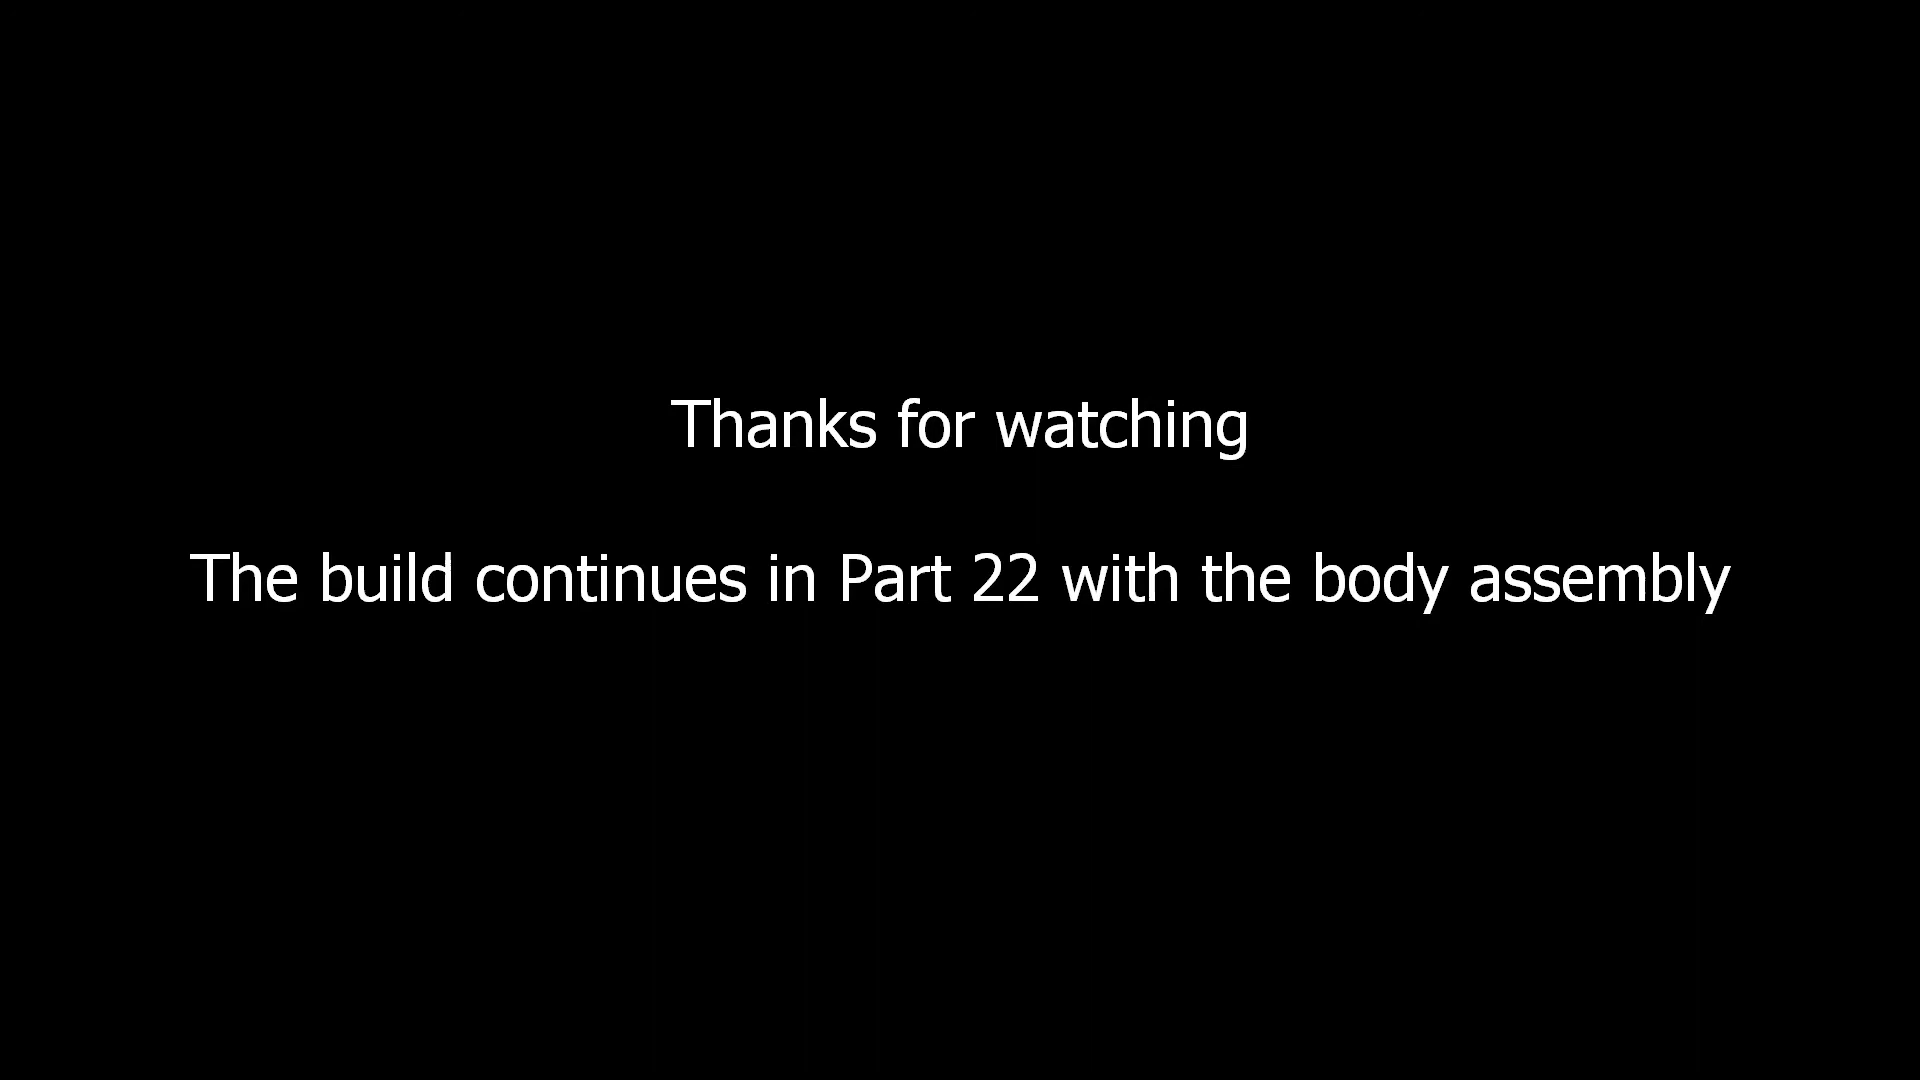 Thanks for watching
The build continues in Part 22 with the body assembly